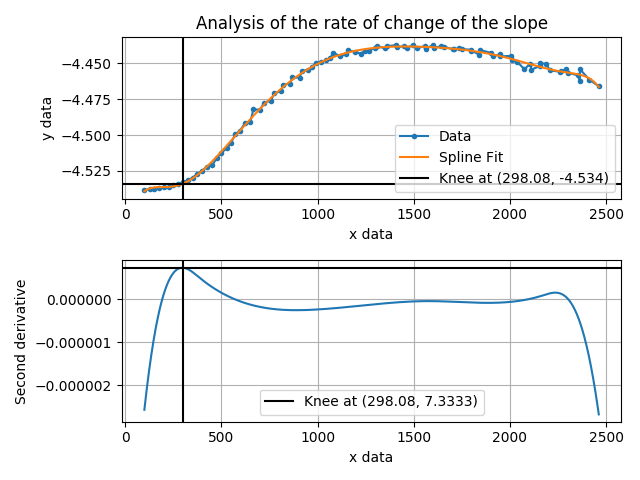 Analysis of the rate of change of the slope
y data
−4.450
−4.475
−4.500
−4.525
Data
Spline Fit
Knee at (298.08, -4.534)
0
500
1000
1500
2000
2500
x data
Second derivative
0.000000
−0.000001
−0.000002
Knee at (298.08, 7.3333)
0
500
1000
1500
2000
2500
x data